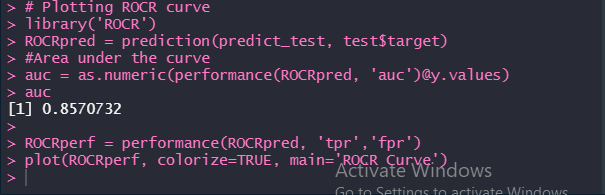 > # Plotting ROCR curve
> library('ROCR')
> ROCRpred = prediction(predict_test, test$target)
> #Area under the curve
> auc = as.numeric(performance(ROCRpred, 'auc')@y.values)
> auc
[1] 0.8570732
>
> ROCRperf = performance(ROCRpred, 'tpr','fpr')
> plot(ROCRperf, colorize=TRUE, main='ROCR Curve')
>
Activate Windows
Go to Settings to activate Windows